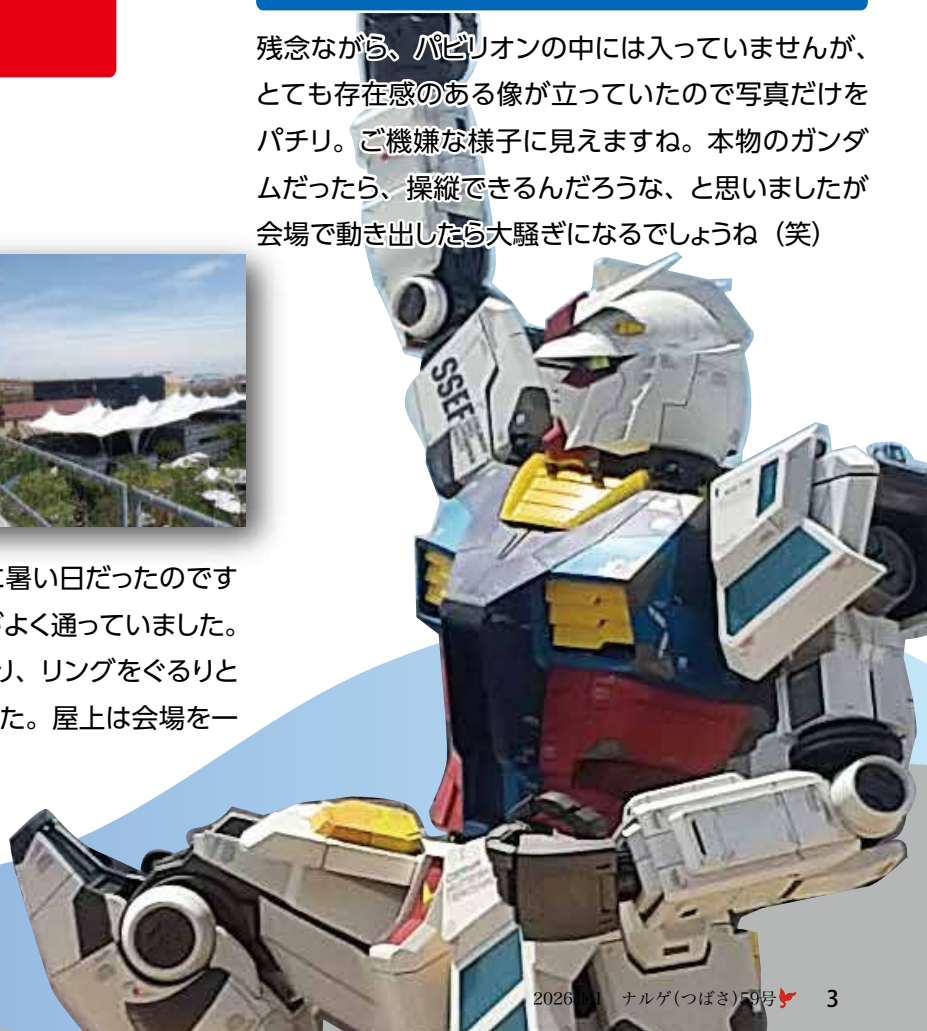 残念ながら、パビリオンの中には入っていませんが、
とても存在感のある像が立っていたので写真だけを
パチリ。ご機嫌な様子に見えますね。本物のガンダ
ムだったら、操縦できるんだろうな、と思いましたが
会場で動き出したら大騒ぎになるでしょうね（笑）
SSEF
に暑い日だったのです
がよく通っていました。
り、リングをぐるりと
た。屋上は会場を一
ナルゲ(つばさ)59号 3